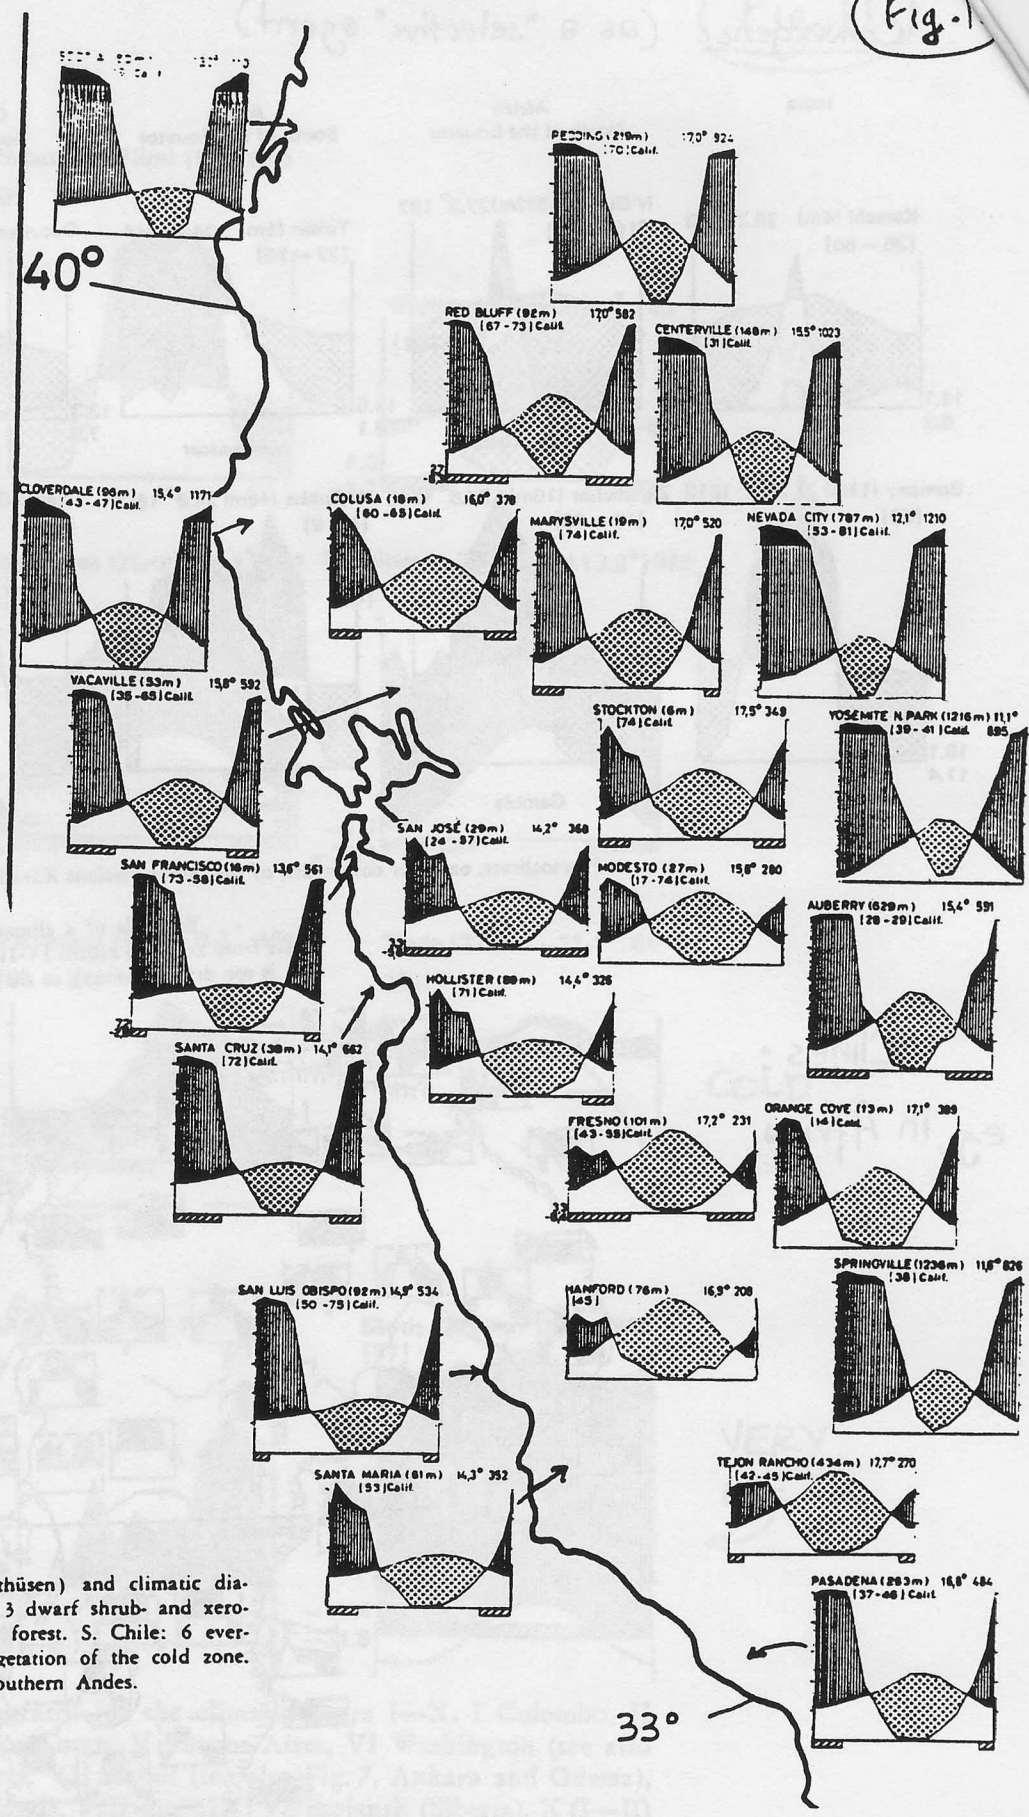 Fig. 1
40°
REDDING (219m) 17,0° 924
[70] Calif.
RED BLUFF (92m) 17,0° 582
[67 - 73] Calif.
CENTERVILLE (148m) 15,5° 1023
[31] Calif.
CLOVERDALE (96m) 15,4° 1171
[43 - 47] Calif.
COLUSA (18m) 16,0° 378
[60 - 65] Calif.
MARYSVILLE (19m) 17,0° 520
[74] Calif.
NEVADA CITY (787m) 12,1° 1210
[53 - 81] Calif.
VACAVILLE (53m) 15,8° 592
[35 - 65] Calif.
STOCKTON (6m) 17,5° 349
[74] Calif.
YOSEMITE N. PARK (1216m) 11,1°
[39 - 41] Calif. 895
SAN JOSÉ (29m) 14,2° 368
[24 - 57] Calif.
SAN FRANCISCO (16m) 13,6° 561
[73 - 58] Calif.
MODESTO (27m) 15,8° 280
[17 - 74] Calif.
AUBERRY (629m) 15,4° 591
[28 - 29] Calif.
HOLLISTER (89m) 14,4° 326
[71] Calif.
SANTA CRUZ (38m) 14,1° 662
[72] Calif.
FRESNO (101m) 17,2° 231
[43 - 55] Calif.
ORANGE COVE (13m) 17,1° 389
[14] Calif.
SPRINGVILLE (1236m) 11,6° 826
[38] Calif.
SAN LUIS OBISPO (92m) 14,9° 534
[50 - 75] Calif.
HANFORD (76m) 16,9° 208
[45]
SANTA MARIA (61m) 14,3° 352
[53] Calif.
TEJON RANCHO (434m) 17,7° 270
[42 - 45] Calif.
PASADENA (263m) 16,8° 484
[37 - 46] Calif.
33°
thüsen) and climatic dia-
3 dwarf shrub- and xero-
forest. S. Chile: 6 ever-
getation of the cold zone.
outhern Andes.